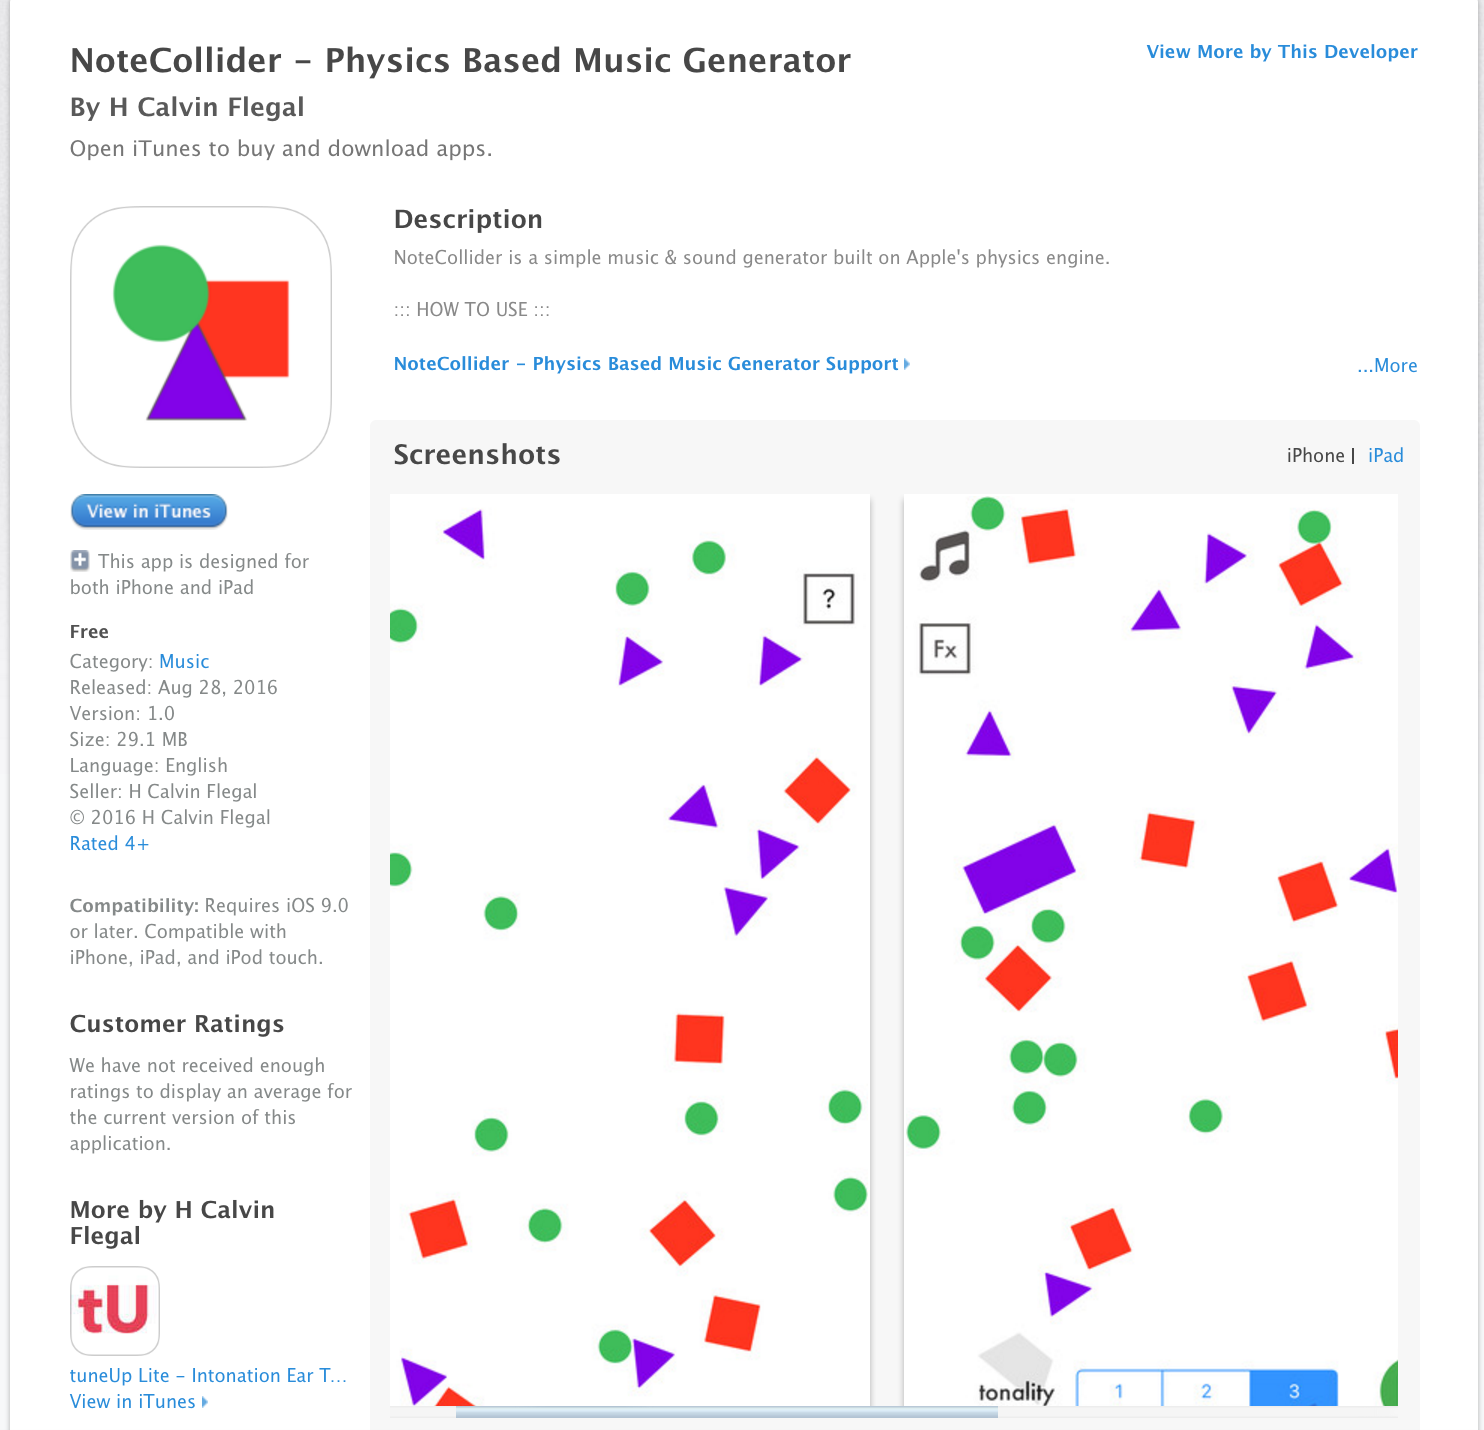 NoteCollider – Physics Based Music Generator
View More by This Developer
By H Calvin Flegal
Open iTunes to buy and download apps.
Description
NoteCollider is a simple music & sound generator built on Apple's physics engine.
::: HOW TO USE :::
NoteCollider – Physics Based Music Generator Support
...More
View in iTunes
This app is designed for
both iPhone and iPad
Free
Category: Music
Released: Aug 28, 2016
Version: 1.0
Size: 29.1 MB
Language: English
Seller: H Calvin Flegal
© 2016 H Calvin Flegal
Rated 4+
Compatibility: Requires iOS 9.0
or later. Compatible with
iPhone, iPad, and iPod touch.
Customer Ratings
We have not received enough
ratings to display an average for
the current version of this
application.
More by H Calvin
Flegal
tU
tuneUp Lite – Intonation Ear T...
View in iTunes
Screenshots
iPhone | iPad
?
Fx
tonality 1 2 3